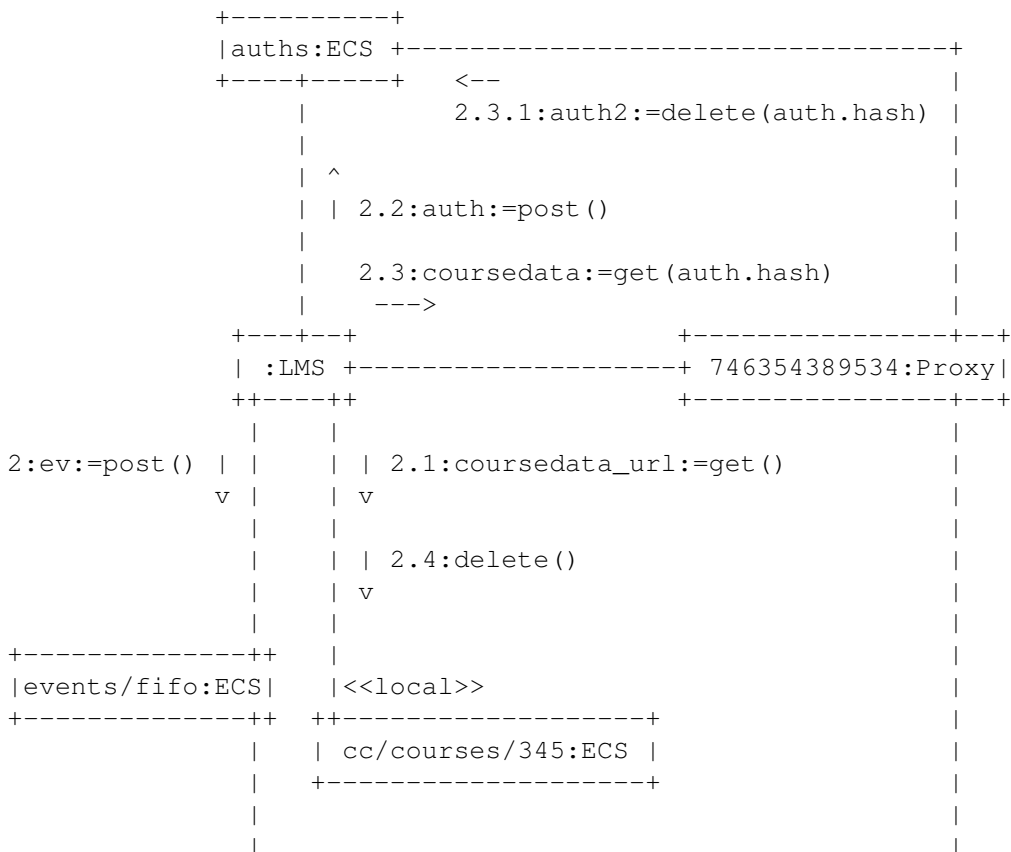 auths:ECS
<--
2.3.1:auth2:=delete(auth.hash)
2.2:auth:=post()
2.3:coursedata:=get(auth.hash)
--->
:LMS 746354389534:Proxy
2:ev:=post() 2.1:coursedata_url:=get()
v v
2.4:delete()
v
events/fifo:ECS <<local>>
cc/courses/345:ECS